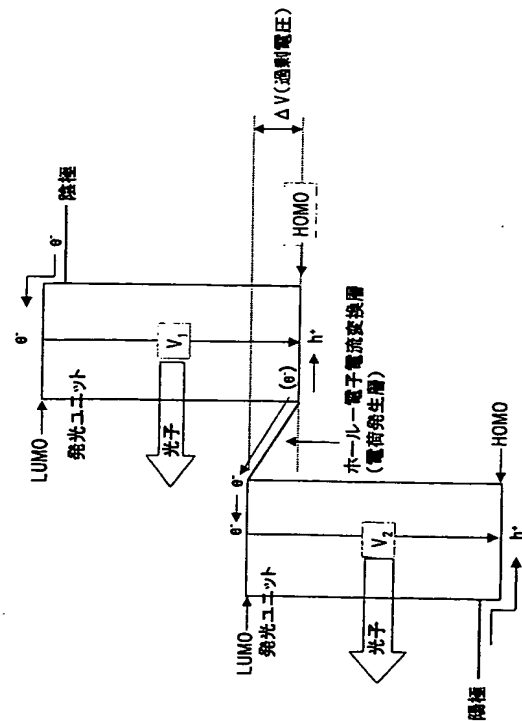 LUMO
発光ユニット
e⁻
e⁻
陰極
V₁
光子
(e⁻)
h⁺
HOMO
ΔV(過剰電圧)
ホール－電子電流変換層
(電荷発生層)
LUMO
発光ユニット
e⁻
e⁻
e⁻
V₂
光子
陽極
h⁺
HOMO